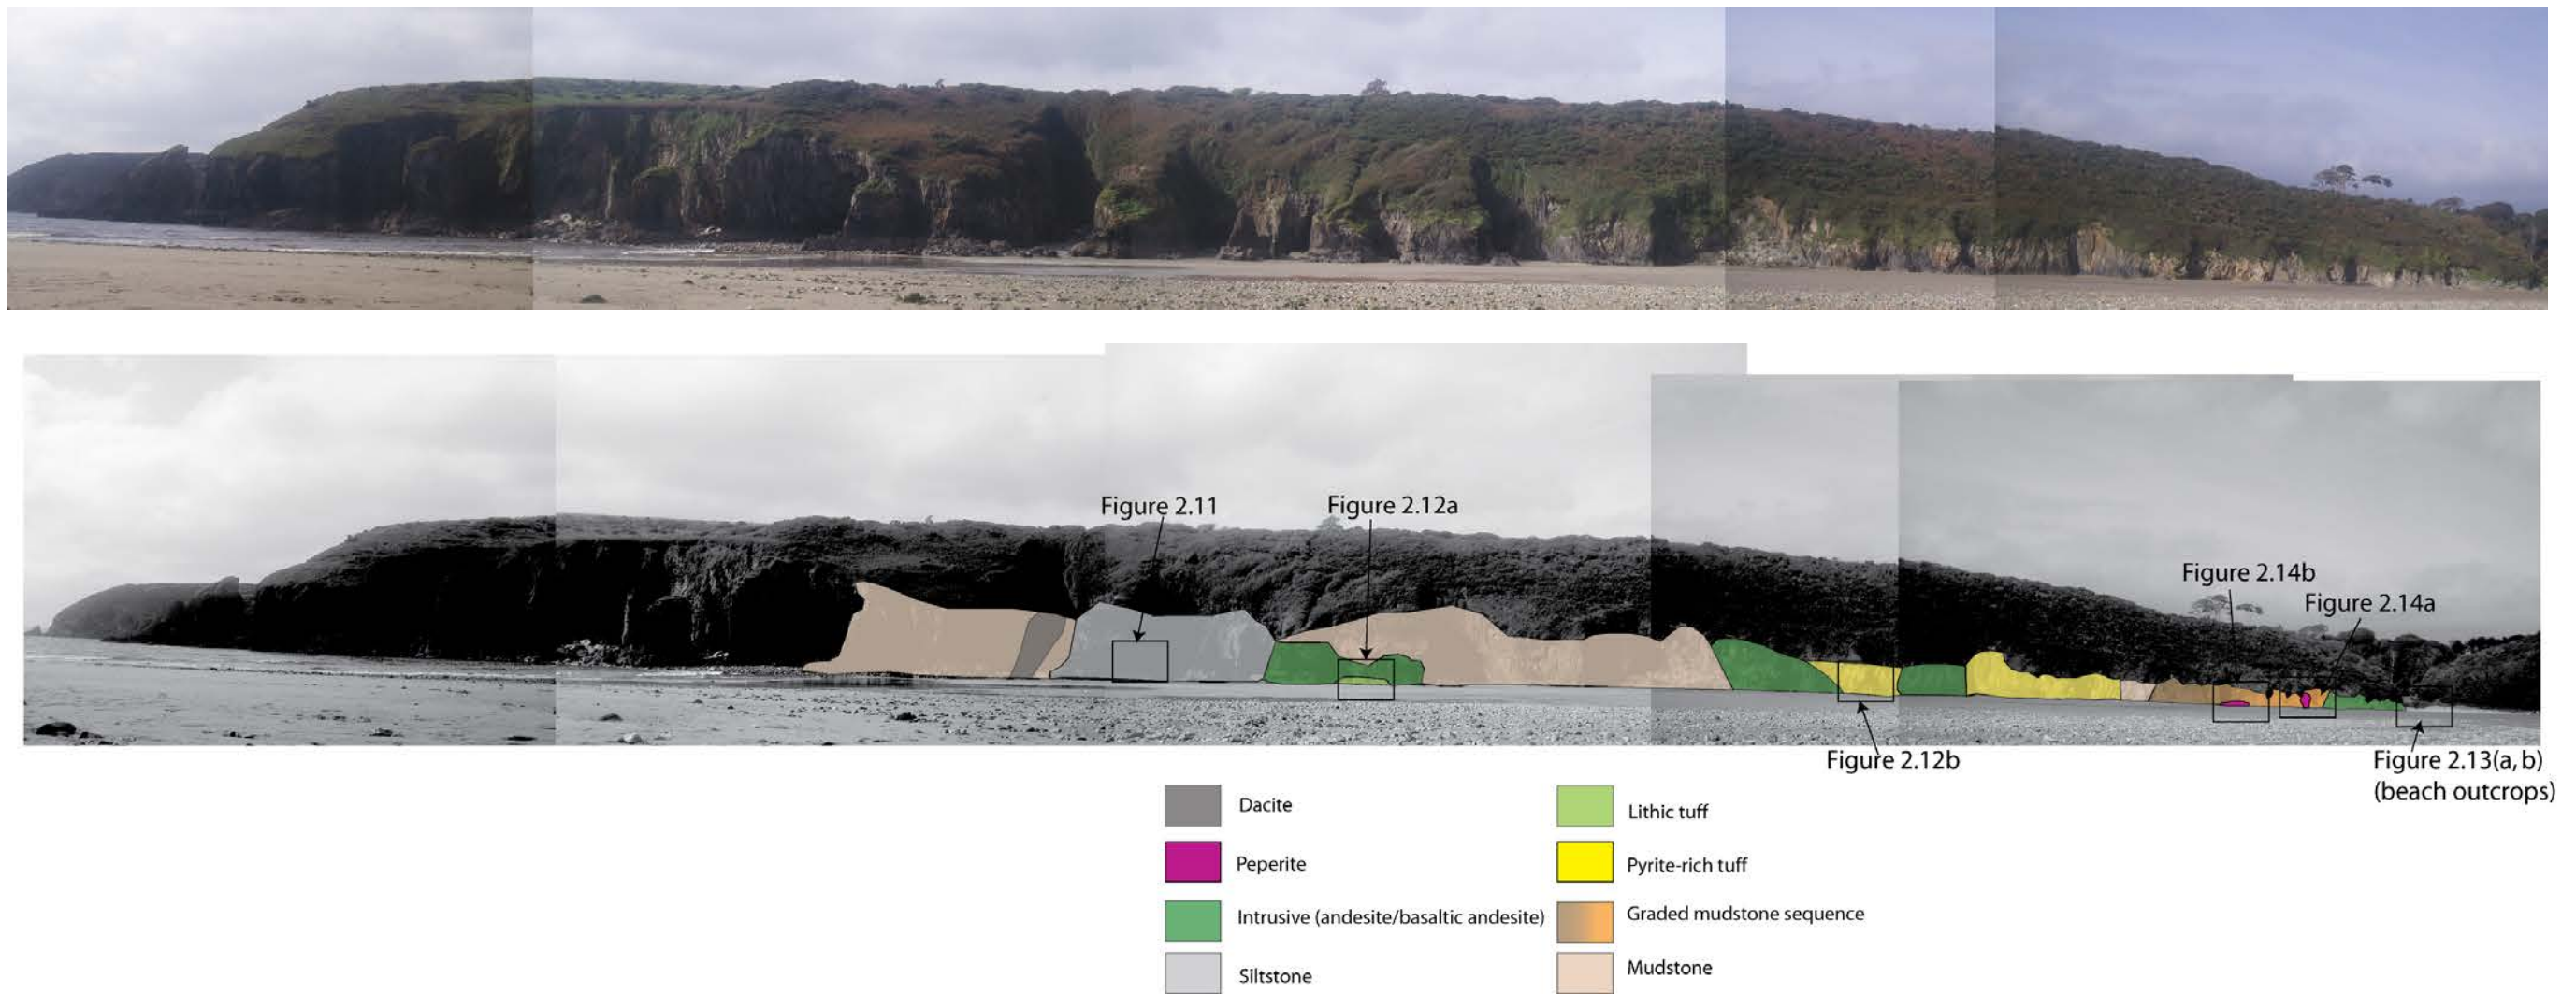 Figure 2.11
Figure 2.12a
Figure 2.14b
Figure 2.14a
Figure 2.12b
Figure 2.13(a, b)
(beach outcrops)
Dacite
Lithic tuff
Peperite
Pyrite-rich tuff
Intrusive (andesite/basaltic andesite)
Graded mudstone sequence
Siltstone
Mudstone